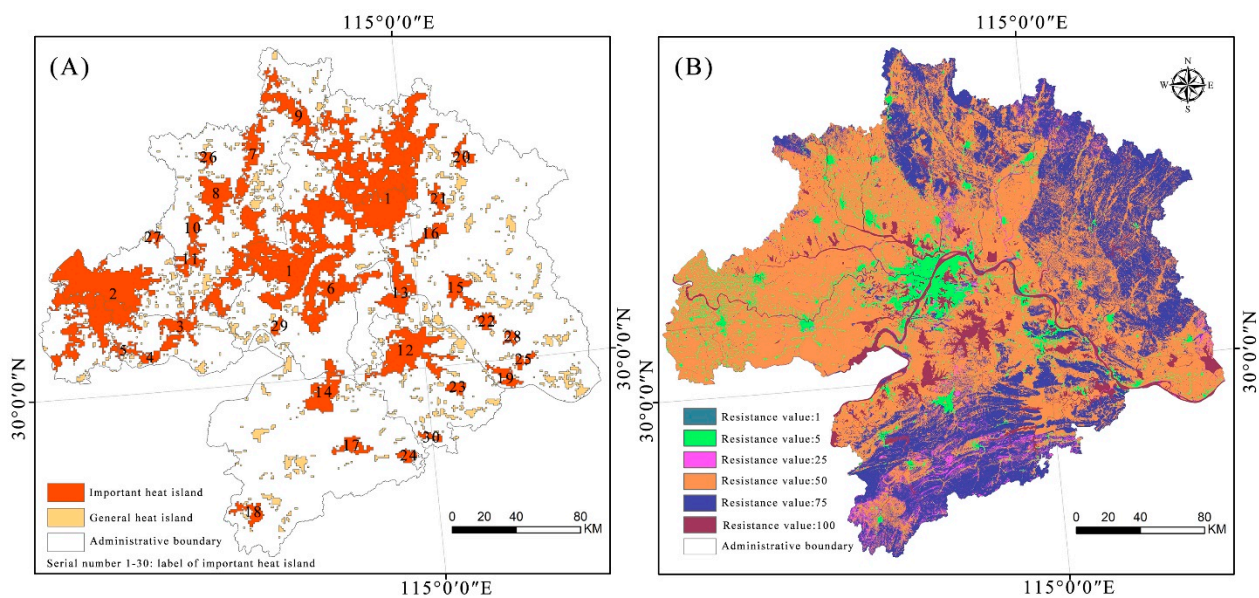 115°0′0″E
115°0′0″E
(A)
(B)
N
W E
S
9
26
7
20
8
1
21
10
16
27
11
1
2
6
13
15
3
29
22
28
5
4
12
25
19
23
14
30
17
24
18
30°0′0″N
30°0′0″N
30°0′0″N
30°0′0″N
Important heat island
General heat island
Administrative boundary
Serial number 1-30: label of important heat island
0 20 40 80
KM
Resistance value:1
Resistance value:5
Resistance value:25
Resistance value:50
Resistance value:75
Resistance value:100
Administrative boundary
0 20 40 80
KM
115°0′0″E
115°0′0″E